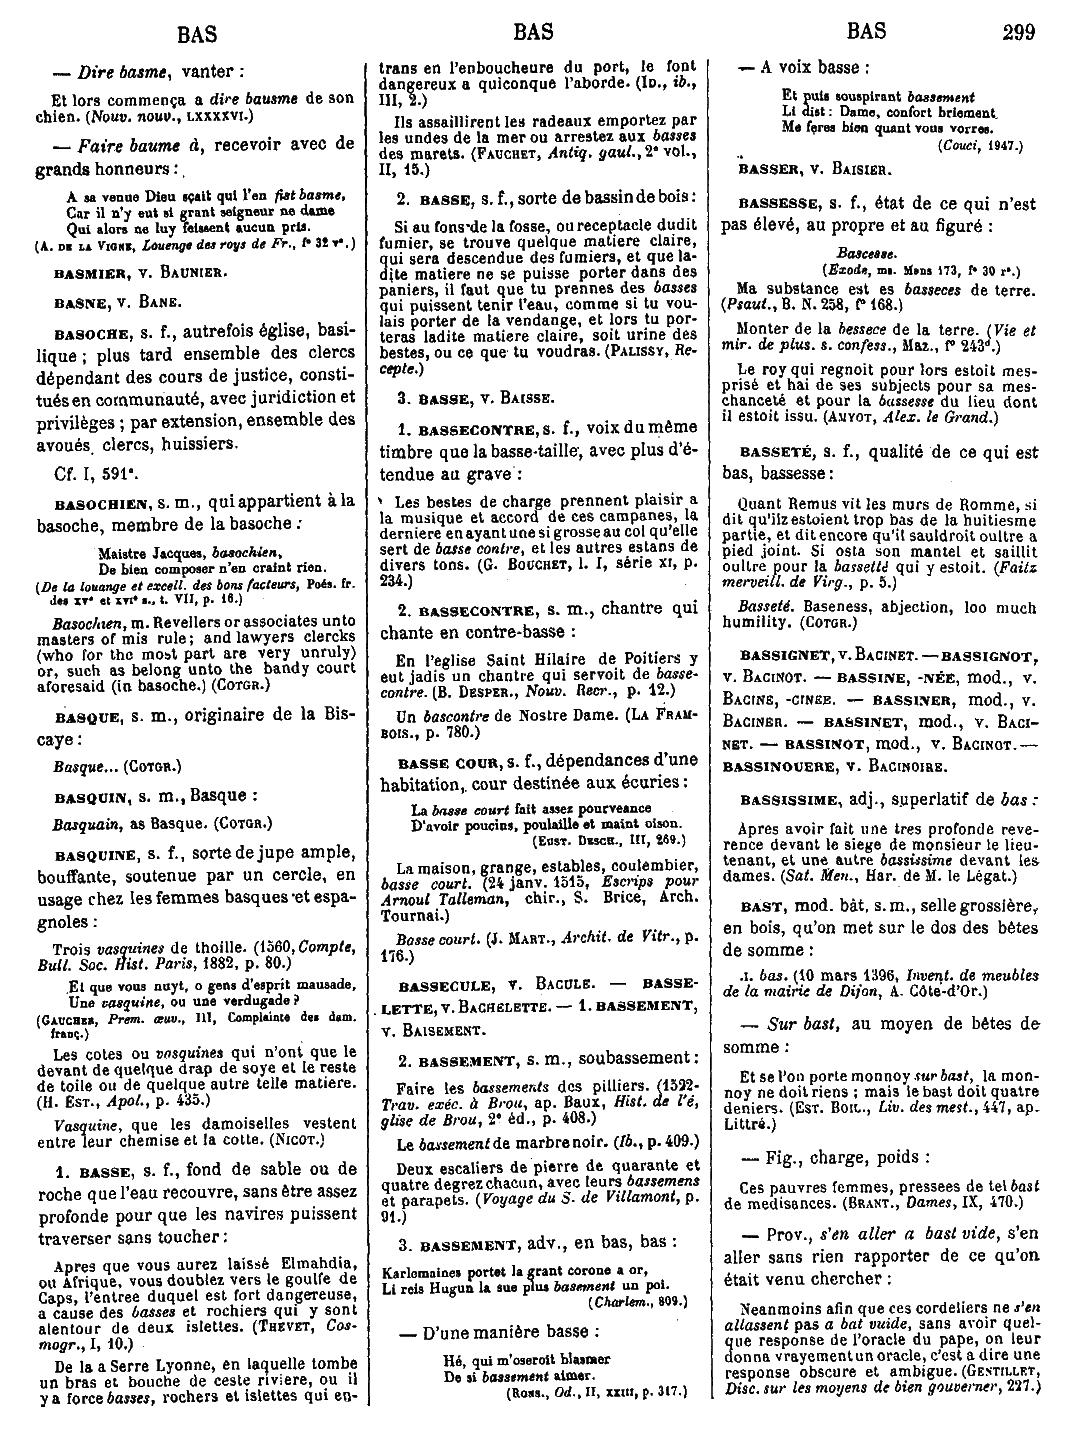 BAS
BAS
BAS
299
— Dire basme, vanter :
Et lors commença a dire bausme de son
chien. (Nouv. nouv., LXXXXVI.)
— Faire baume à, recevoir avec de
grands honneurs :
A sa venue Dieu sçait qui l'en fist basme,
Car il n'y eut si grant seigneur ne dame
Qui alors ne luy feissent aucun pris.
(A. DE LA VIGNE, Louenge des roys de Fr., f° 32 v°.)
BASMIER, v. BAUNIER.
BASNE, v. BANE.
BASOCHE, s. f., autrefois église, basi-
lique ; plus tard ensemble des clercs
dépendant des cours de justice, consti-
tués en communauté, avec juridiction et
privilèges ; par extension, ensemble des
avoués, clercs, huissiers.
Cf. I, 591ª.
BASOCHIEN, s. m., qui appartient à la
basoche, membre de la basoche :
Maistre Jacques, basochien,
De bien composer n'en craint rien.
(De la louange et excell. des bons facteurs, Poés. fr.
des XVe et XVIe s., t. VII, p. 16.)
Basochien, m. Revellers or associates unto
masters of mis rule; and lawyers clercks
(who for the most part are very unruly)
or, such as belong unto the bandy court
aforesaid (in basoche.) (COTGR.)
BASQUE, s. m., originaire de la Bis-
caye :
Basque... (COTGR.)
BASQUIN, s. m., Basque :
Basquain, as Basque. (COTGR.)
BASQUINE, s. f., sorte de jupe ample,
bouffante, soutenue par un cercle, en
usage chez les femmes basques et espa-
gnoles :
Trois vasquines de thoille. (1560, Compte,
Bull. Soc. Hist. Paris, 1882, p. 80.)
Et que vous nuyt, o gens d'esprit mausade,
Une vasquine, ou une verdugade ?
(GAUCHER, Prem. œuv., III, Complainte des dam.
franç.)
Les cotes ou vasquines qui n'ont que le
devant de quelque drap de soye et le reste
de toile ou de quelque autre telle matiere.
(H. EST., Apol., p. 435.)
Vasquine, que les damoiselles vestent
entre leur chemise et la cotte. (NICOT.)
1. BASSE, s. f., fond de sable ou de
roche que l'eau recouvre, sans être assez
profonde pour que les navires puissent
traverser sans toucher :
Apres que vous aurez laissé Elmahdia,
ou Afrique, vous doublez vers le goulfe de
Caps, l'entree duquel est fort dangereuse,
a cause des basses et rochiers qui y sont
alentour de deux islettes. (THEVET, Cos-
mogr., I, 10.)
De la a Serre Lyonne, en laquelle tombe
un bras et bouche de ceste riviere, ou il
y a force basses, rochers et islettes qui en-
trans en l'enboucheure du port, le font
dangereux a quiconque l'aborde. (ID., ib.,
III, 2.)
Ils assaillirent les radeaux emportez par
les undes de la mer ou arrestez aux basses
des marets. (FAUCHET, Antiq. gaul., 2° vol.,
II, 15.)
2. BASSE, s. f., sorte de bassin de bois :
Si au fons de la fosse, ou receptacle dudit
fumier, se trouve quelque matiere claire,
qui sera descendue des fumiers, et que la-
dite matiere ne se puisse porter dans des
paniers, il faut que tu prennes des basses
qui puissent tenir l'eau, comme si tu vou-
lais porter de la vendange, et lors tu por-
teras ladite matiere claire, soit urine des
bestes, ou ce que tu voudras. (PALISSY, Re-
cepte.)
3. BASSE, v. BAISSE.
1. BASSECONTRE, s. f., voix du même
timbre que la basse-taille, avec plus d'é-
tendue au grave :
Les bestes de charge prennent plaisir a
la musique et accord de ces campanes, la
derniere en ayant une si grosse au col qu'elle
sert de basse contre, et les autres estans de
divers tons. (G. BOUCHET, l. I, série XI, p.
234.)
2. BASSECONTRE, s. m., chantre qui
chante en contre-basse :
En l'eglise Saint Hilaire de Poitiers y
eut jadis un chantre qui servoit de basse-
contre. (B. DESPER., Nouv. Recr., p. 12.)
Un bascontre de Nostre Dame. (LA FRAM-
BOIS., p. 780.)
BASSE COUR, s. f., dépendances d'une
habitation, cour destinée aux écuries :
La basse court fait assez pourveance
D'avoir poucins, poulaille et maint oison.
(EUST. DESCH., III, 269.)
La maison, grange, estables, coulembier,
basse court. (24 janv. 1515, Escrips pour
Arnoul Talleman, chir., S. Brice, Arch.
Tournai.)
Basse court. (J. MART., Archit. de Vitr., p.
176.)
BASSECULE, v. BACULE. — BASSE-
LETTE, v. BACHELETTE. — 1. BASSEMENT,
v. BAISEMENT.
2. BASSEMENT, s. m., soubassement :
Faire les bassements des pilliers. (1522-
Trav. exéc. à Brou, ap. Baux, Hist. de l'é,
glise de Brou, 2° éd., p. 408.)
Le bassement de marbre noir. (Ib., p. 409.)
Deux escaliers de pierre de quarante et
quatre degrez chacun, avec leurs bassemens
et parapets. (Voyage du S. de Villamont, p.
91.)
3. BASSEMENT, adv., en bas, bas :
Karlemaines portet la grant corone a or,
Li reis Hugun la sue plus basement un poi.
(Charlem., 809.)
— D'une manière basse :
Hé, qui m'oseroit blasmer
De si bassement aimer.
(RONS., Od., II, XXIII, p. 317.)
— A voix basse :
Et puis souspirant bassement
Li dist : Dame, confort briement
Me feres bien quant vous vorres.
(Couci, 1947.)
BASSER, v. BAISIER.
BASSESSE, s. f., état de ce qui n'est
pas élevé, au propre et au figuré :
Bascesse.
(Exode, ms. Mons 173, f° 30 r°.)
Ma substance est es basseces de terre.
(Psaut., B. N. 258, f° 168.)
Monter de la bessece de la terre. (Vie et
mir. de plus. s. confess., Maz., f° 243d.)
Le roy qui regnoit pour lors estoit mes-
prisé et hai de ses subjects pour sa mes-
chanceté et pour la bassesse du lieu dont
il estoit issu. (AMYOT, Alex. le Grand.)
BASSETÉ, s. f., qualité de ce qui est
bas, bassesse :
Quant Remus vit les murs de Romme, si
dit qu'ilz estoient trop bas de la huitiesme
partie, et dit encore qu'il sauldroit oultre a
pied joint. Si osta son mantel et saillit
oultre pour la bassetté qui y estoit. (Faitz
merveill. de Virg., p. 5.)
Basseté. Baseness, abjection, loo much
humility. (COTGR.)
BASSIGNET, v. BACINET. — BASSIGNOT,
v. BACINOT. — BASSINE, -NÉE, mod., v.
BACINE, -CINEE. — BASSINER, mod., v.
BACINER. — BASSINET, mod., v. BACI-
NET. — BASSINOT, mod., v. BACINOT. —
BASSINOUERE, v. BACINOIRE.
BASSISSIME, adj., superlatif de bas :
Apres avoir fait une tres profonde reve-
rence devant le siege de monsieur le lieu-
tenant, et une autre bassissime devant les
dames. (Sat. Men., Har. de M. le Légat.)
BAST, mod. bât, s. m., selle grossière,
en bois, qu'on met sur le dos des bêtes
de somme :
.I. bas. (10 mars 1396, Invent. de meubles
de la mairie de Dijon, A. Côte-d'Or.)
— Sur bast, au moyen de bêtes de
somme :
Et se l'on porte monnoy sur bast, la mon-
noy ne doit riens ; mais le bast doit quatre
deniers. (EST. BOIL., Liv. des mest., 447, ap.
Littré.)
— Fig., charge, poids :
Ces pauvres femmes, pressees de tel bast
de medisances. (BRANT., Dames, IX, 470.)
— Prov., s'en aller a bast vide, s'en
aller sans rien rapporter de ce qu'on
était venu chercher :
Neanmoins afin que ces cordeliers ne s'en
allassent pas a bat vuide, sans avoir quel-
que response de l'oracle du pape, on leur
donna vrayement un oracle, c'est a dire une
response obscure et ambigue. (GENTILLET,
Disc. sur les moyens de bien gouverner, 227.)